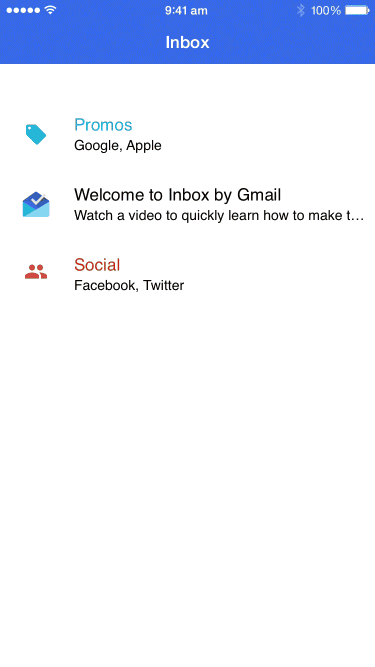 9:41 am
100%
Inbox
Promos
Google, Apple
Welcome to Inbox by Gmail
Watch a video to quickly learn how to make t…
Social
Facebook, Twitter